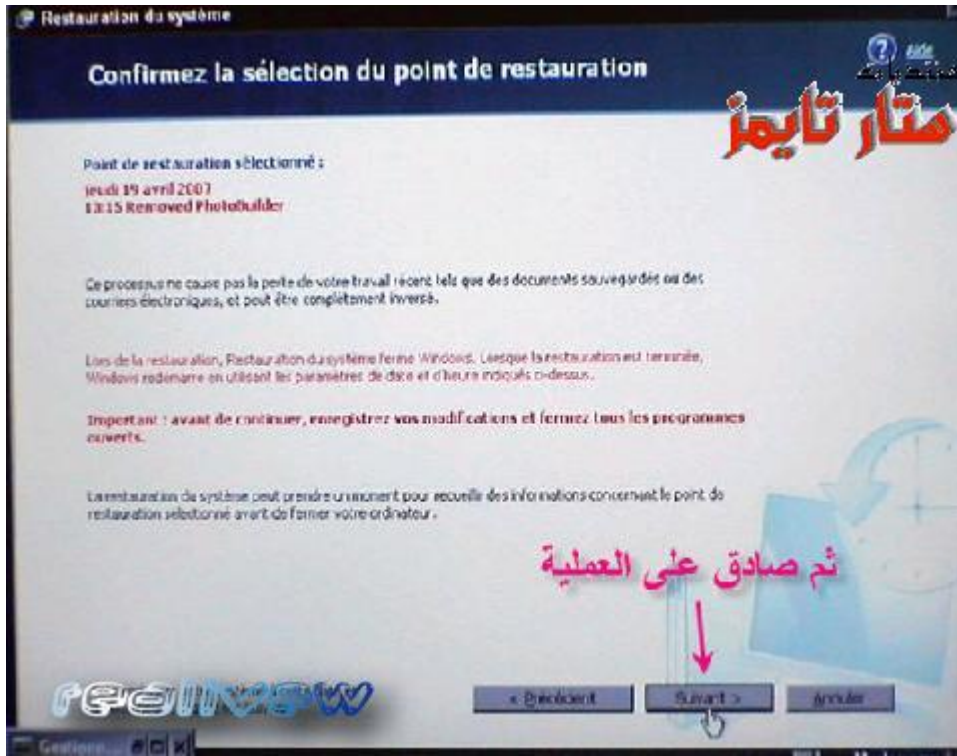 Restauration du système
Confirmez la sélection du point de restauration
Aide
ستار تايمز
Point de restauration sélectionné :
jeudi 19 avril 2007
13:15 Removed PhotoBuilder
Ce processus ne cause pas la perte de votre travail récent tels que des documents sauvegardés ou des
courriers électroniques, et peut être complètement inversé.
Lors de la restauration, Restauration du système ferme Windows. Lorsque la restauration est terminée,
Windows redémarre en utilisant les paramètres de date et d'heure indiqués ci-dessus.
Important : avant de continuer, enregistrez vos modifications et fermez tous les programmes
ouverts.
La restauration du système peut prendre un moment pour recueillir des informations concernant le point de
restauration sélectionné avant de fermer votre ordinateur.
ثم صادق على العملية
< Précédent
Suivant >
Annuler